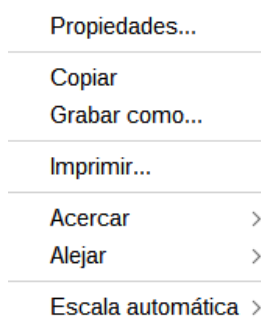 Propiedades...
Copiar
Grabar como...
Imprimir...
Acercar
Alejar
Escala automática